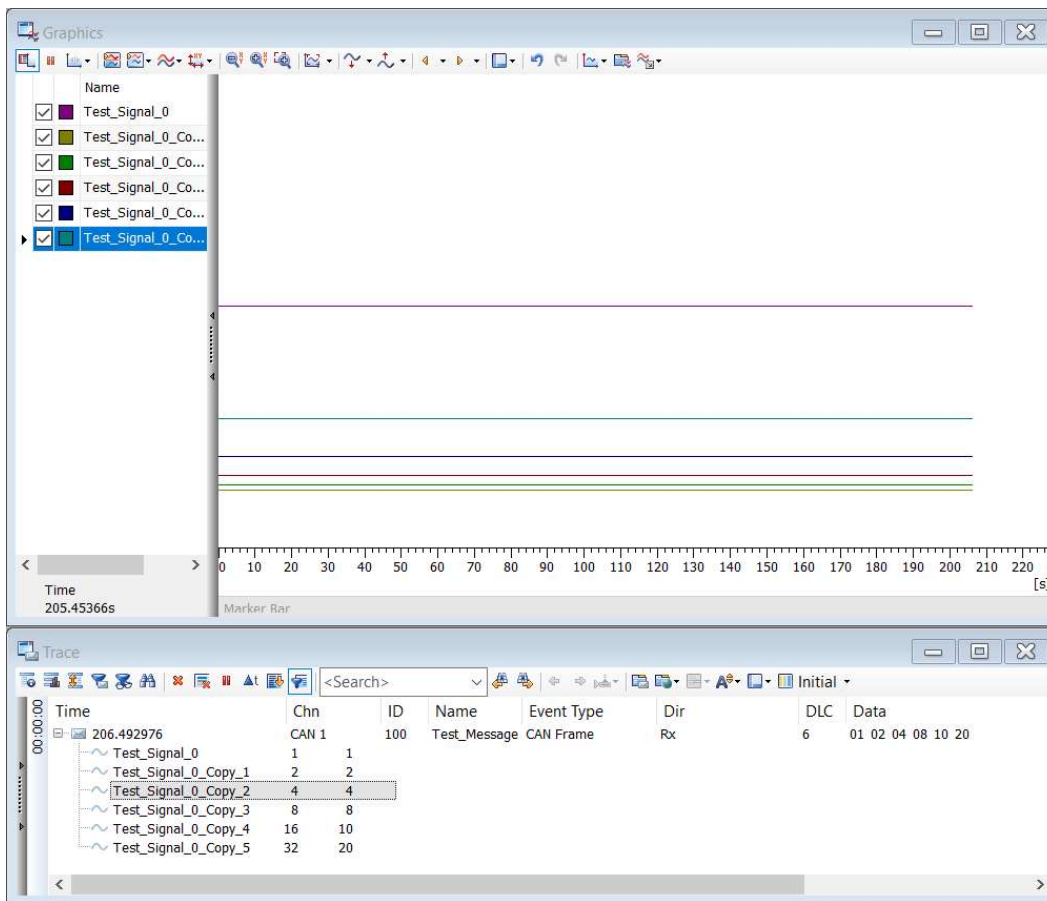 Graphics
Name
Test_Signal_0
Test_Signal_0_Co...
Test_Signal_0_Co...
Test_Signal_0_Co...
Test_Signal_0_Co...
Test_Signal_0_Co...
0 10 20 30 40 50 60 70 80 90 100 110 120 130 140 150 160 170 180 190 200 210 220
[s]
Time
205.45366s
Marker Bar
Trace
Δt <Search> A Initial
00:00:00
Time Chn ID Name Event Type Dir DLC Data
206.492976 CAN 1 100 Test_Message CAN Frame Rx 6 01 02 04 08 10 20
Test_Signal_0 1 1
Test_Signal_0_Copy_1 2 2
Test_Signal_0_Copy_2 4 4
Test_Signal_0_Copy_3 8 8
Test_Signal_0_Copy_4 16 10
Test_Signal_0_Copy_5 32 20